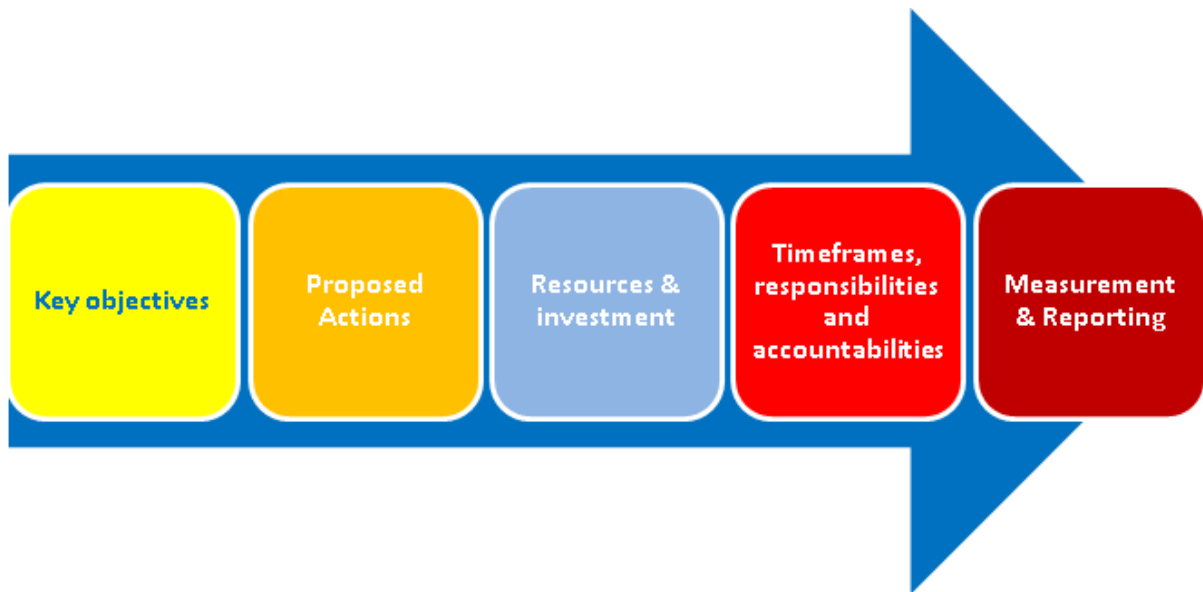 Key objectives
Proposed
Actions
Resources &
investment
Timeframes,
responsibilities
and
accountabilities
Measurement
& Reporting